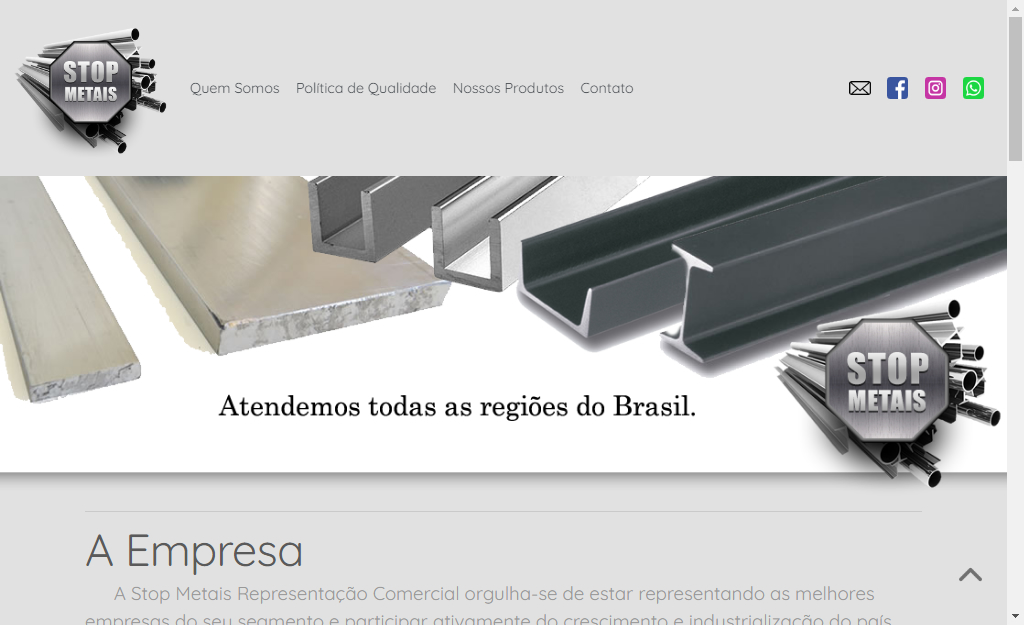 STOP
METAIS
Quem Somos Política de Qualidade Nossos Produtos Contato
STOP
METAIS
Atendemos todas as regiões do Brasil.
A Empresa
A Stop Metais Representação Comercial orgulha-se de estar representando as melhores
empresas do seu segmento e participar ativamente do crescimento e industrialização do país,